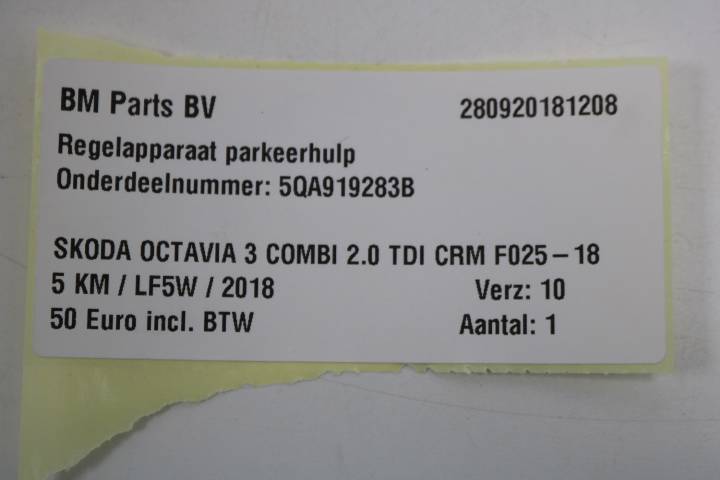 BM Parts BV 280920181208
Regelapparaat parkeerhulp
Onderdeelnummer: 5QA919283B
SKODA OCTAVIA 3 COMBI 2.0 TDI CRM F025-18
5 KM / LF5W / 2018 Verz: 10
50 Euro incl. BTW Aantal: 1